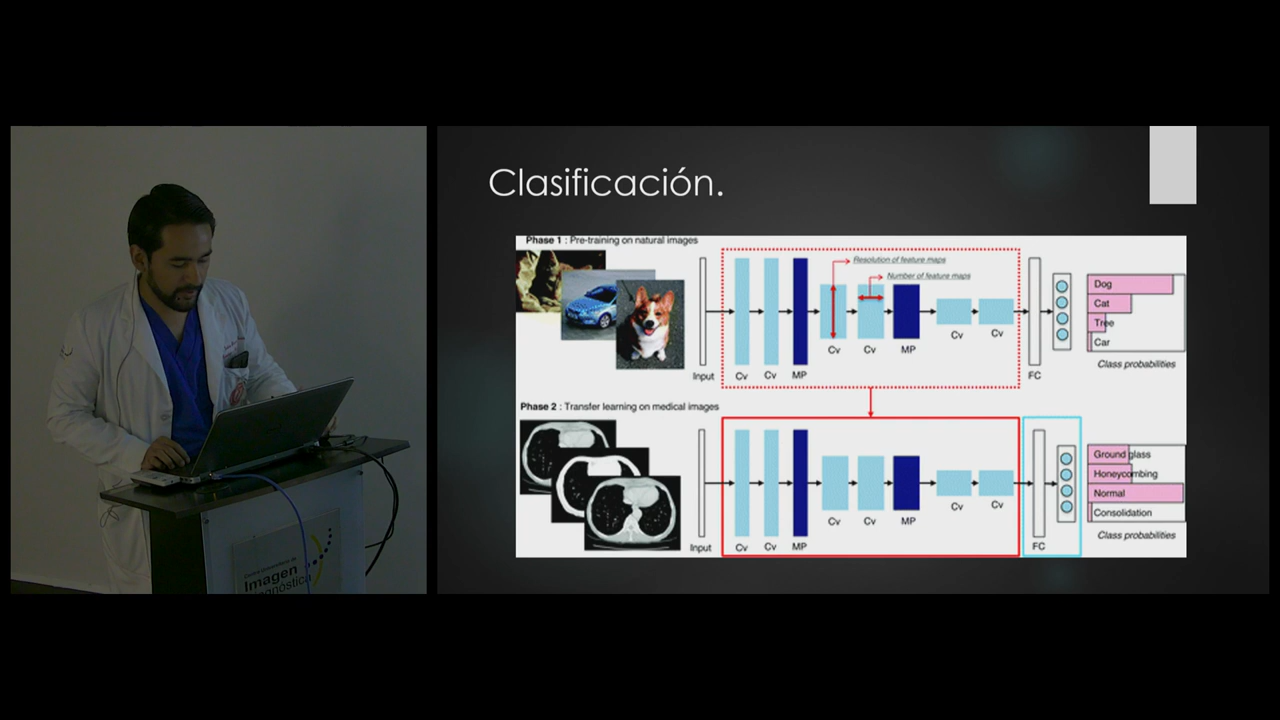 Clasificación.
Phase 1 : Pre-training on natural images
Resolution of feature maps
Number of feature maps
Input
Cv
Cv
MP
Cv
Cv
MP
Cv
Cv
FC
Dog
Cat
Tree
Car
Class probabilities
Phase 2 : Transfer learning on medical images
Input
Cv
Cv
MP
Cv
Cv
MP
Cv
Cv
FC
Ground glass
Honeycombing
Normal
Consolidation
Class probabilities
Imagen